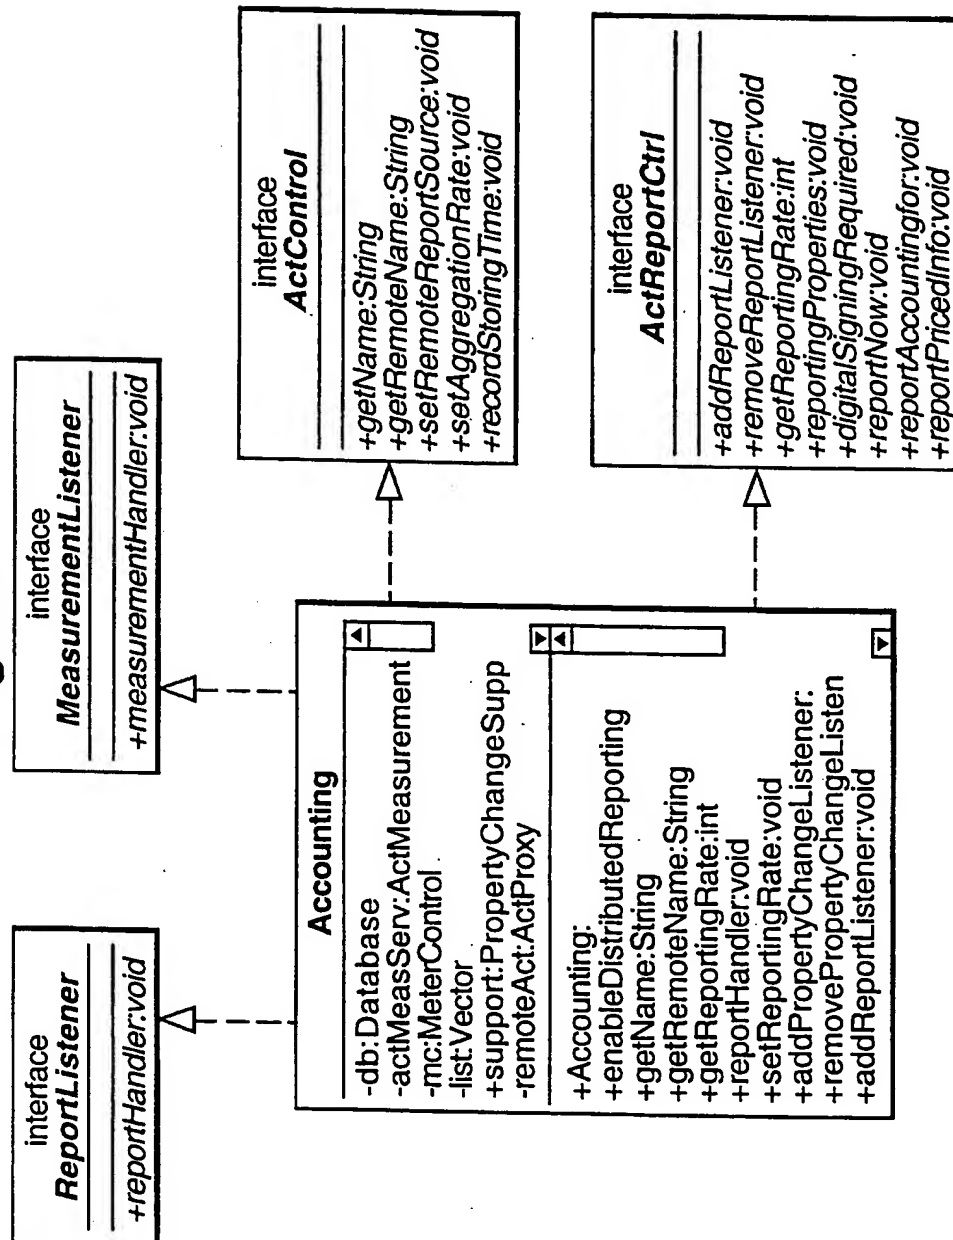 interface
ReportListener
+reportHandler:void
interface
MeasurementListener
+measurementHandler:void
Accounting
-db:Database
-actMeasServ:ActMeasurement
-mc:MeterControl
-list:Vector
+support:PropertyChangeSupp
-remoteAct:ActProxy
+Accounting:
+enableDistributedReporting
+getName:String
+getRemoteName:String
+getReportingRate:int
+reportHandler:void
+setReportingRate:void
+addPropertyChangeListener:
+removePropertyChangeListen
+addReportListener:void
interface
ActControl
+getName:String
+getRemoteName:String
+setRemoteReportSource:void
+setAggregationRate:void
+recordStoringTime:void
interface
ActReportCtrl
+addReportListener:void
+removeReportListener:void
+getReportingRate:int
+reportingProperties:void
+digitalSigningRequired:void
+reportNow:void
+reportAccountingfor:void
+reportPricedInfo:void